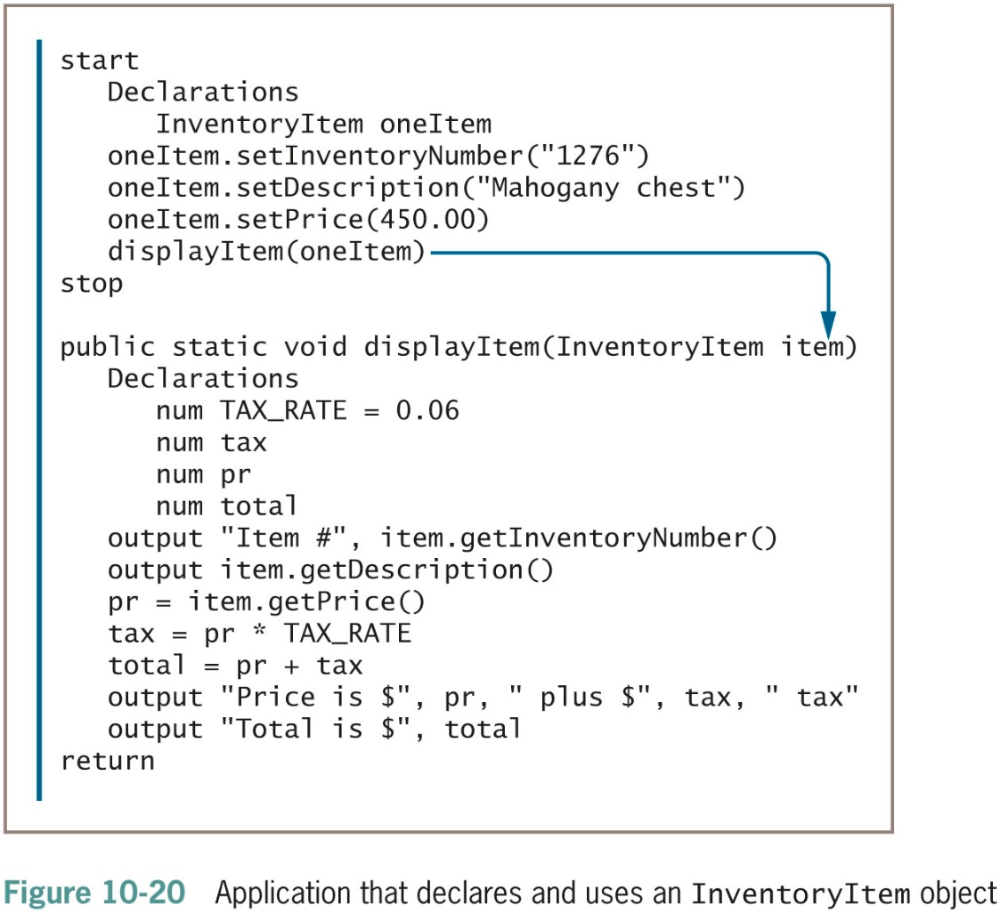 start
   Declarations
      InventoryItem oneItem
   oneItem.setInventoryNumber("1276")
   oneItem.setDescription("Mahogany chest")
   oneItem.setPrice(450.00)
   displayItem(oneItem)
stop

public static void displayItem(InventoryItem item)
   Declarations
      num TAX_RATE = 0.06
      num tax
      num pr
      num total
   output "Item #", item.getInventoryNumber()
   output item.getDescription()
   pr = item.getPrice()
   tax = pr * TAX_RATE
   total = pr + tax
   output "Price is $", pr, " plus $", tax, " tax"
   output "Total is $", total
return

Figure 10-20 Application that declares and uses an InventoryItem object